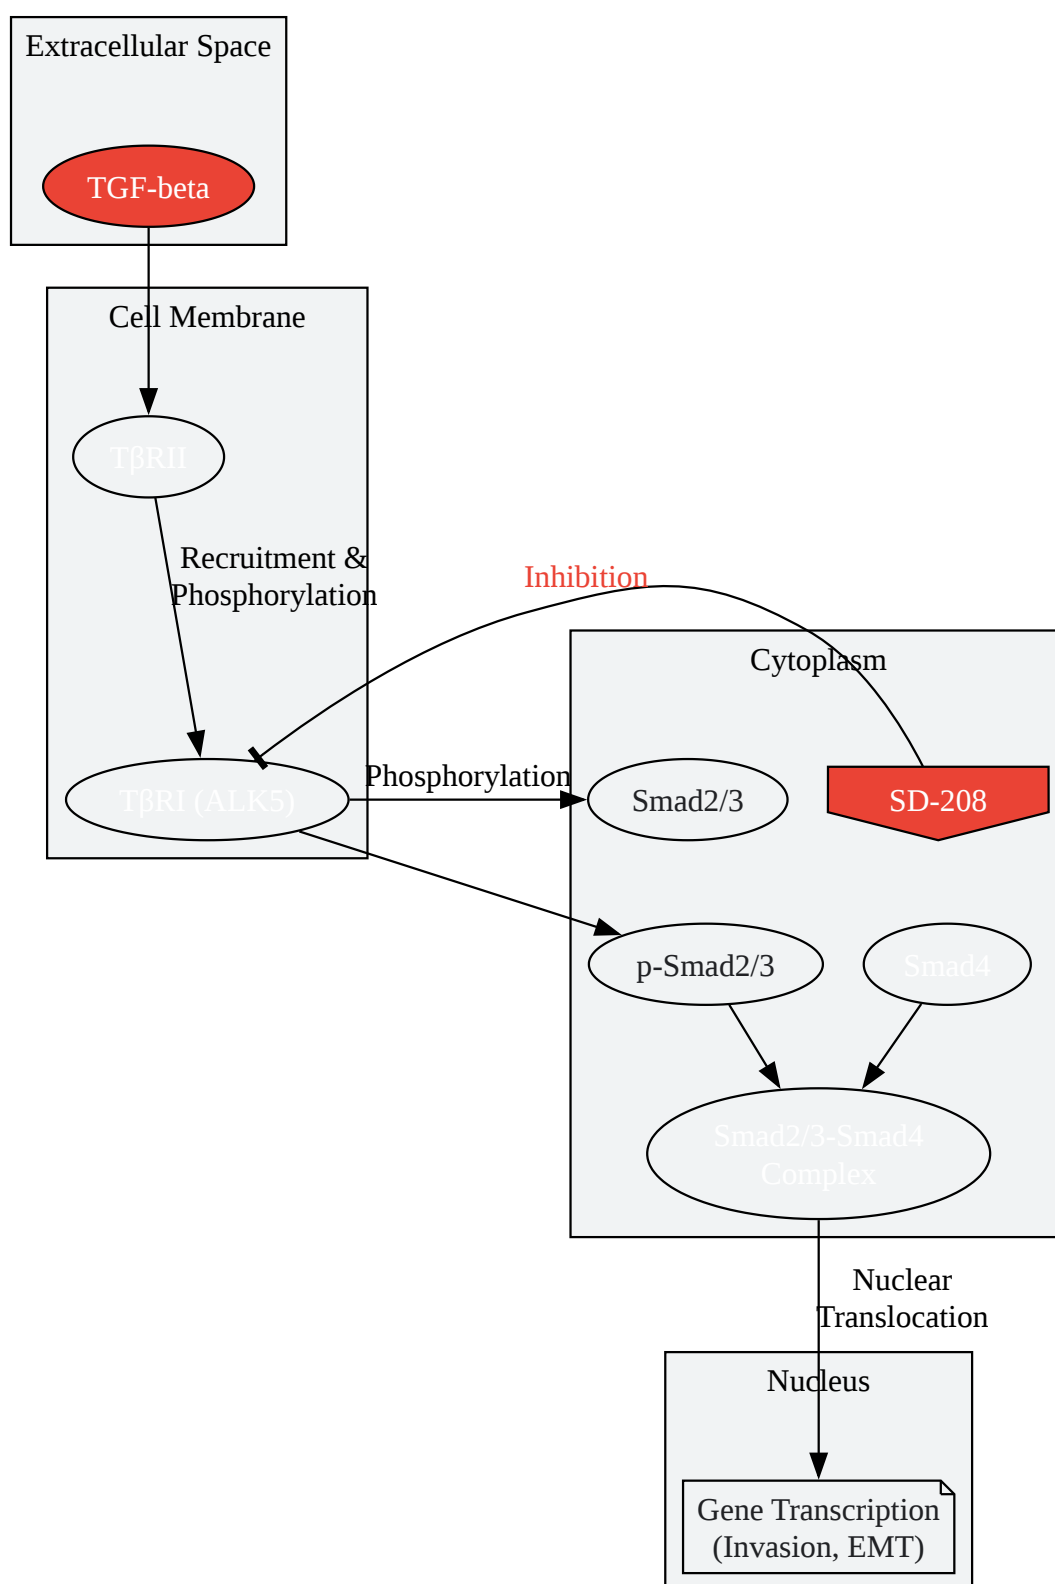 Extracellular Space
TGF-beta
Cell Membrane
TβRII
Recruitment &
Phosphorylation
Inhibition
Cytoplasm
TβRI (ALK5)
Phosphorylation
Smad2/3
SD-208
p-Smad2/3
Smad4
Smad2/3-Smad4
Complex
Nuclear
Translocation
Nucleus
Gene Transcription
(Invasion, EMT)